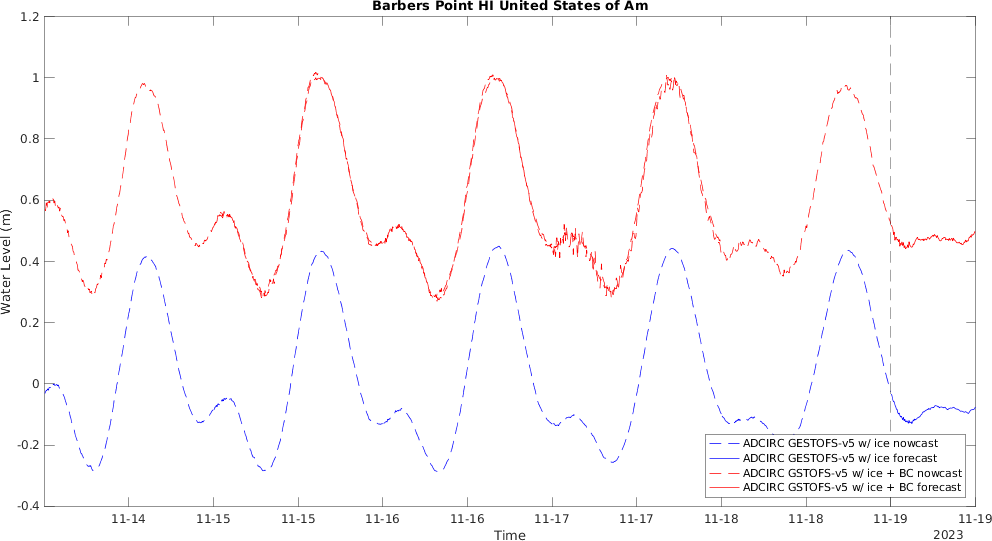 Barbers Point HI United States of Am
1.2
1
0.8
0.6
0.4
0.2
0
-0.2
-0.4
Water Level (m)
ADCIRC GESTOFS-v5 w/ ice nowcast
ADCIRC GESTOFS-v5 w/ ice forecast
ADCIRC GSTOFS-v5 w/ ice + BC nowcast
ADCIRC GSTOFS-v5 w/ ice + BC forecast
11-14 11-15 11-15 11-16 11-16 11-17 11-17 11-18 11-18 11-19 11-19
Time
2023